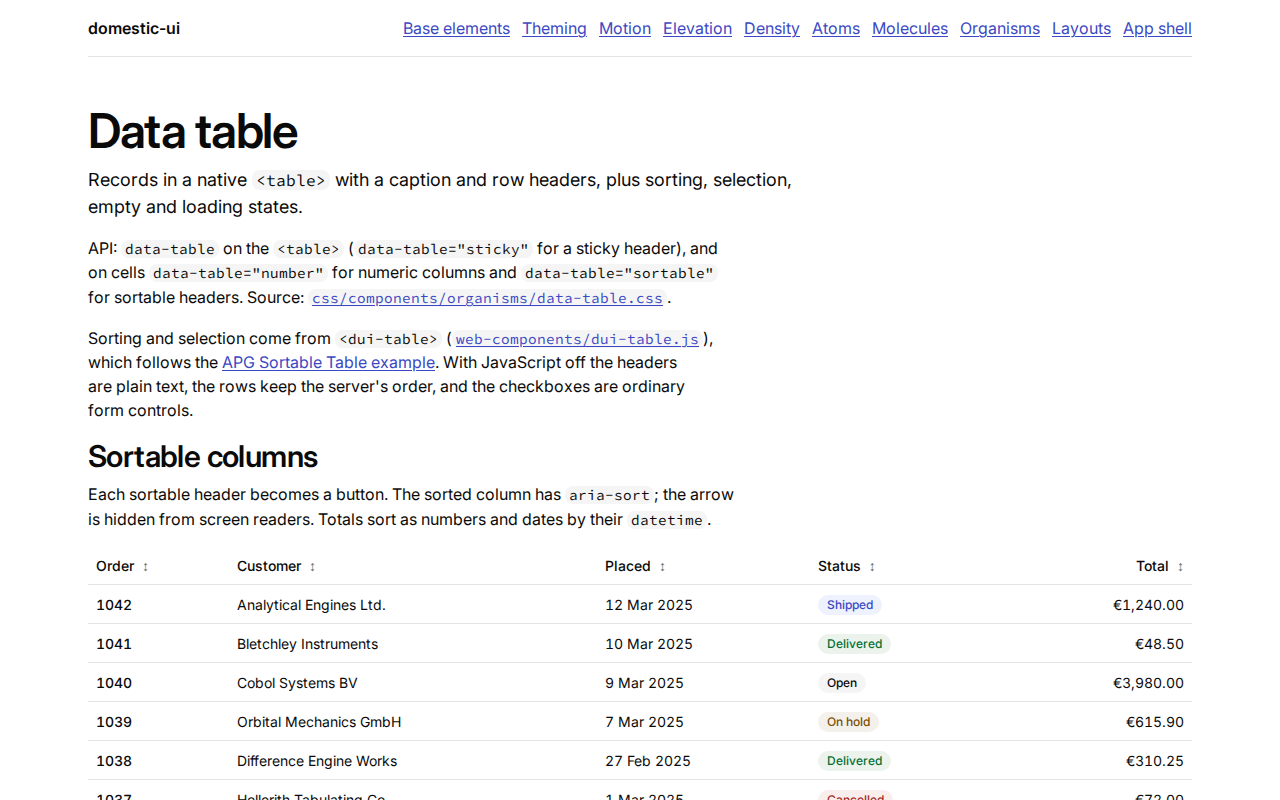 domestic-ui Base elements Theming Motion Elevation Density Atoms Molecules Organisms Layouts App shell
Data table
Records in a native <table> with a caption and row headers, plus sorting, selection,
empty and loading states.
API: data-table on the <table> ( data-table="sticky" for a sticky header), and
on cells data-table="number" for numeric columns and data-table="sortable"
for sortable headers. Source: css/components/organisms/data-table.css .
Sorting and selection come from <dui-table> ( web-components/dui-table.js ),
which follows the APG Sortable Table example. With JavaScript off the headers
are plain text, the rows keep the server's order, and the checkboxes are ordinary
form controls.
Sortable columns
Each sortable header becomes a button. The sorted column has aria-sort ; the arrow
is hidden from screen readers. Totals sort as numbers and dates by their datetime .
Order ↕ Customer ↕ Placed ↕ Status ↕ Total ↕
1042 Analytical Engines Ltd. 12 Mar 2025 Shipped €1,240.00
1041 Bletchley Instruments 10 Mar 2025 Delivered €48.50
1040 Cobol Systems BV 9 Mar 2025 Open €3,980.00
1039 Orbital Mechanics GmbH 7 Mar 2025 On hold €615.90
1038 Difference Engine Works 27 Feb 2025 Delivered €310.25
1037 Hollerith Tabulating Co. 1 Mar 2025 Cancelled €72.00